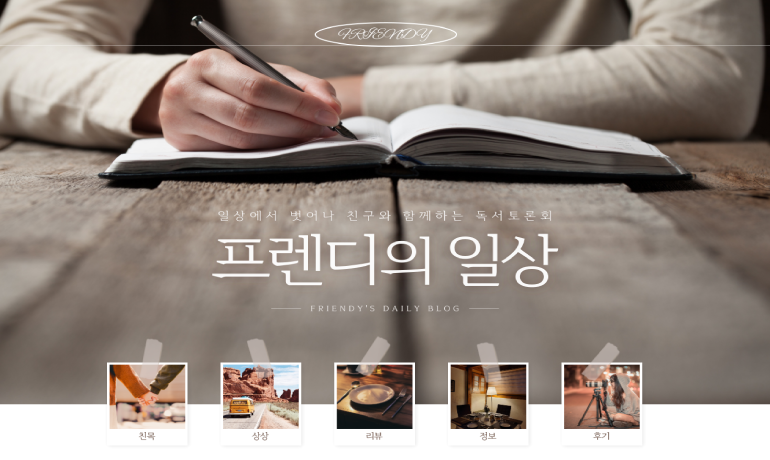 FRIENDY
일상에서 벗어나 친구와 함께하는 독서토론회
프렌디의 일상
FRIENDY'S DAILY BLOG
친목
상상
리뷰
정보
후기